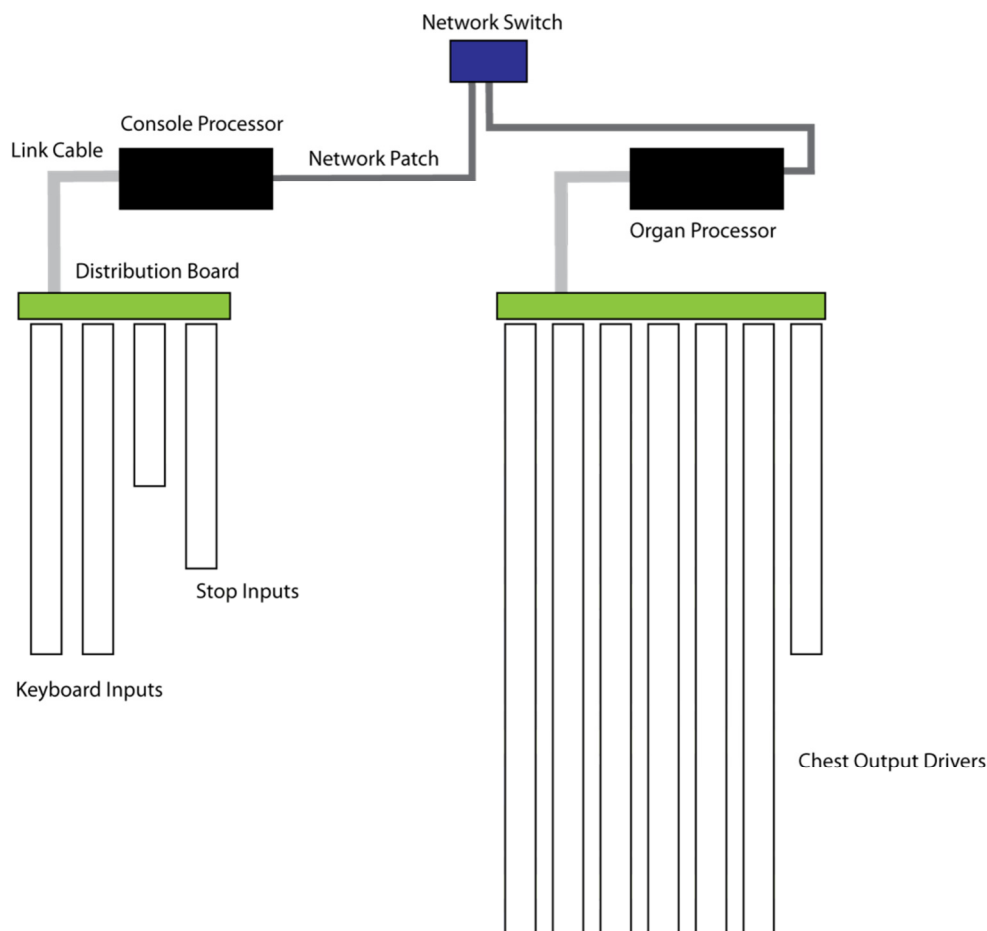 Network Switch
Console Processor
Link Cable
Network Patch
Organ Processor
Distribution Board
Stop Inputs
Keyboard Inputs
Chest Output Drivers